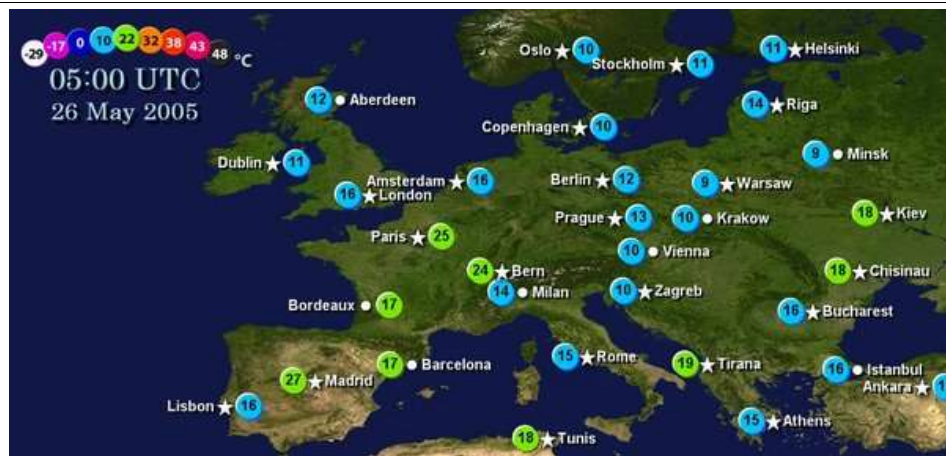 -29 -17 0 10 22 32 38 43 48 °C
05:00 UTC
26 May 2005
Oslo 10
Stockholm 11
11 Helsinki
12 Aberdeen
14 Riga
Copenhagen 10
9 Minsk
Dublin 11
Amsterdam 16
Berlin 12
9 Warsaw
16 London
Prague 13
10 Krakow
18 Kiev
Paris 25
10 Vienna
24 Bern
18 Chisinau
14 Milan
10 Zagreb
Bordeaux 17
16 Bucharest
15 Rome
17 Barcelona
19 Tirana
16 Istanbul
27 Madrid
Ankara
Lisbon 16
15 Athens
18 Tunis